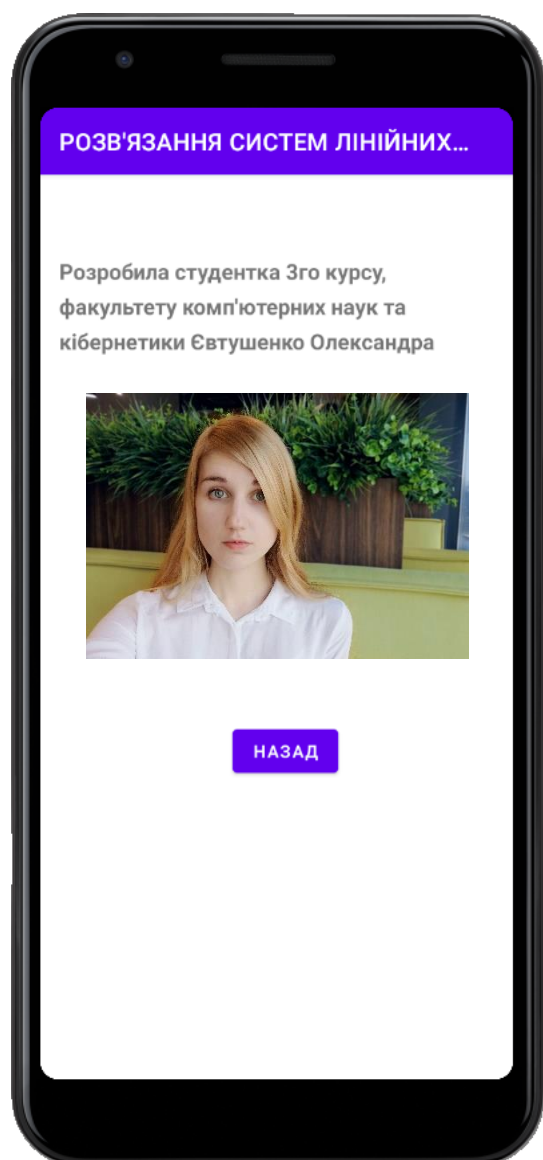 РОЗВ'ЯЗАННЯ СИСТЕМ ЛІНІЙНИХ...
Розробила студентка 3го курсу,
факультету комп'ютерних наук та
кібернетики Євтушенко Олександра
НАЗАД